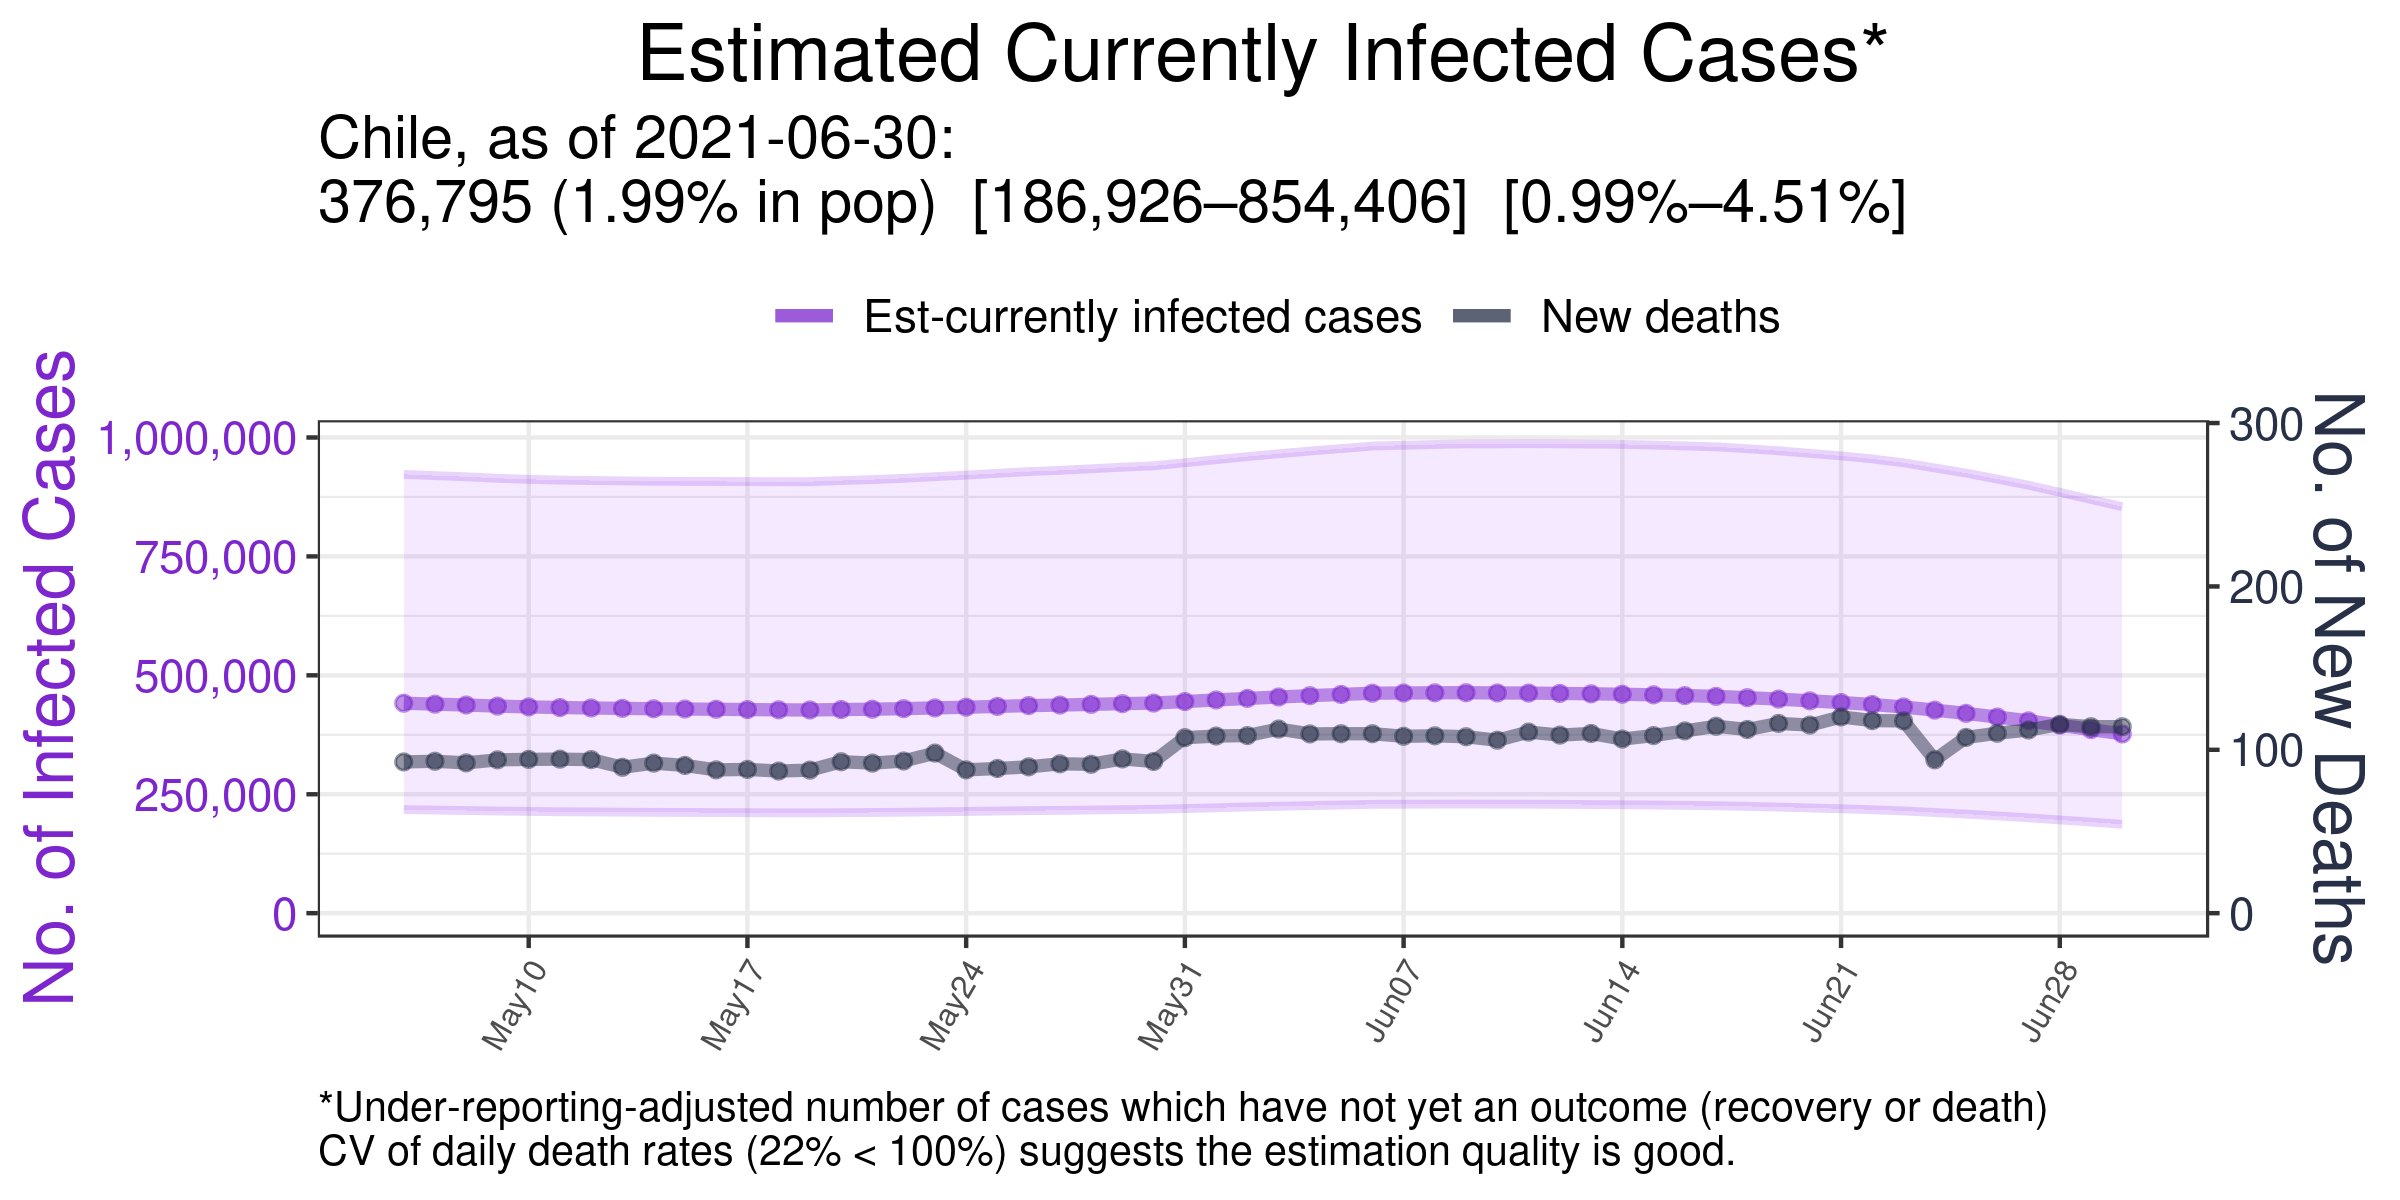 Estimated Currently Infected Cases*
Chile, as of 2021-06-30:
376,795 (1.99% in pop)  [186,926–854,406]  [0.99%–4.51%]
Est-currently infected cases
New deaths
No. of Infected Cases
1,000,000
750,000
500,000
250,000
0
300
200
100
0
No. of New Deaths
May10
May17
May24
May31
Jun07
Jun14
Jun21
Jun28
*Under-reporting-adjusted number of cases which have not yet an outcome (recovery or death)
CV of daily death rates (22% < 100%) suggests the estimation quality is good.